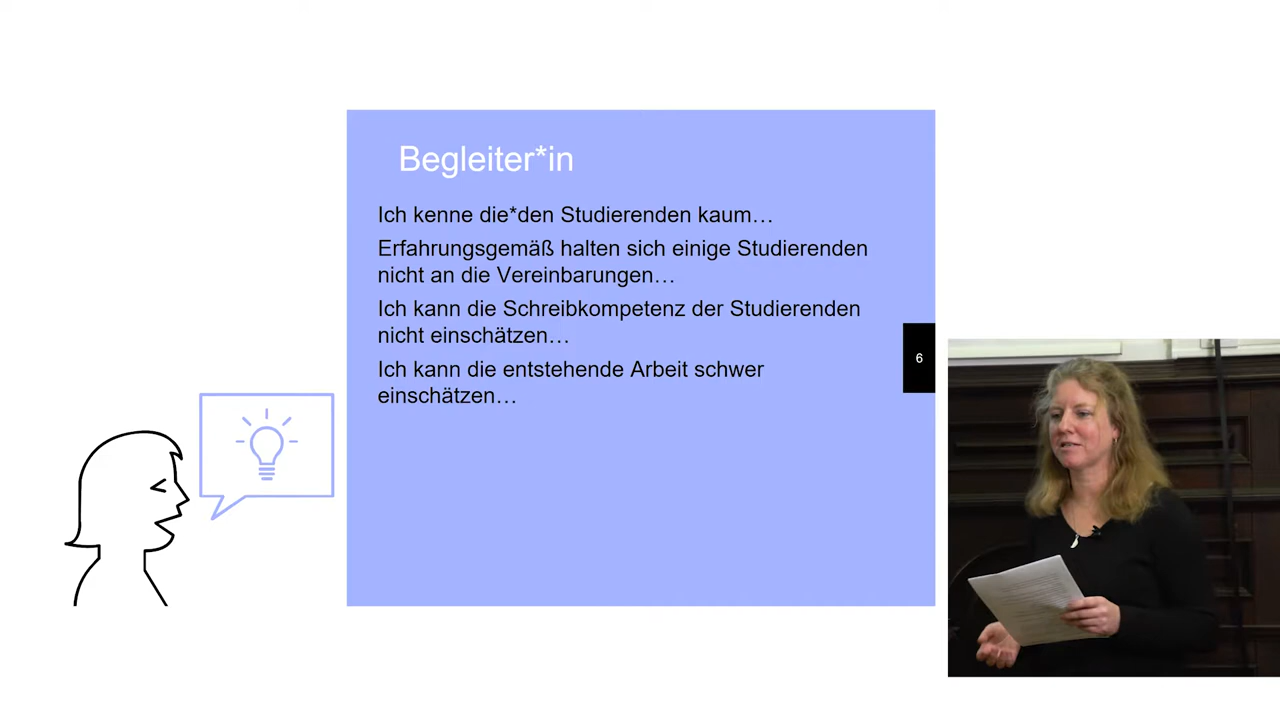 Begleiter*in
Ich kenne die*den Studierenden kaum…
Erfahrungsgemäß halten sich einige Studierenden
nicht an die Vereinbarungen…
Ich kann die Schreibkompetenz der Studierenden
nicht einschätzen…
Ich kann die entstehende Arbeit schwer
einschätzen…
6